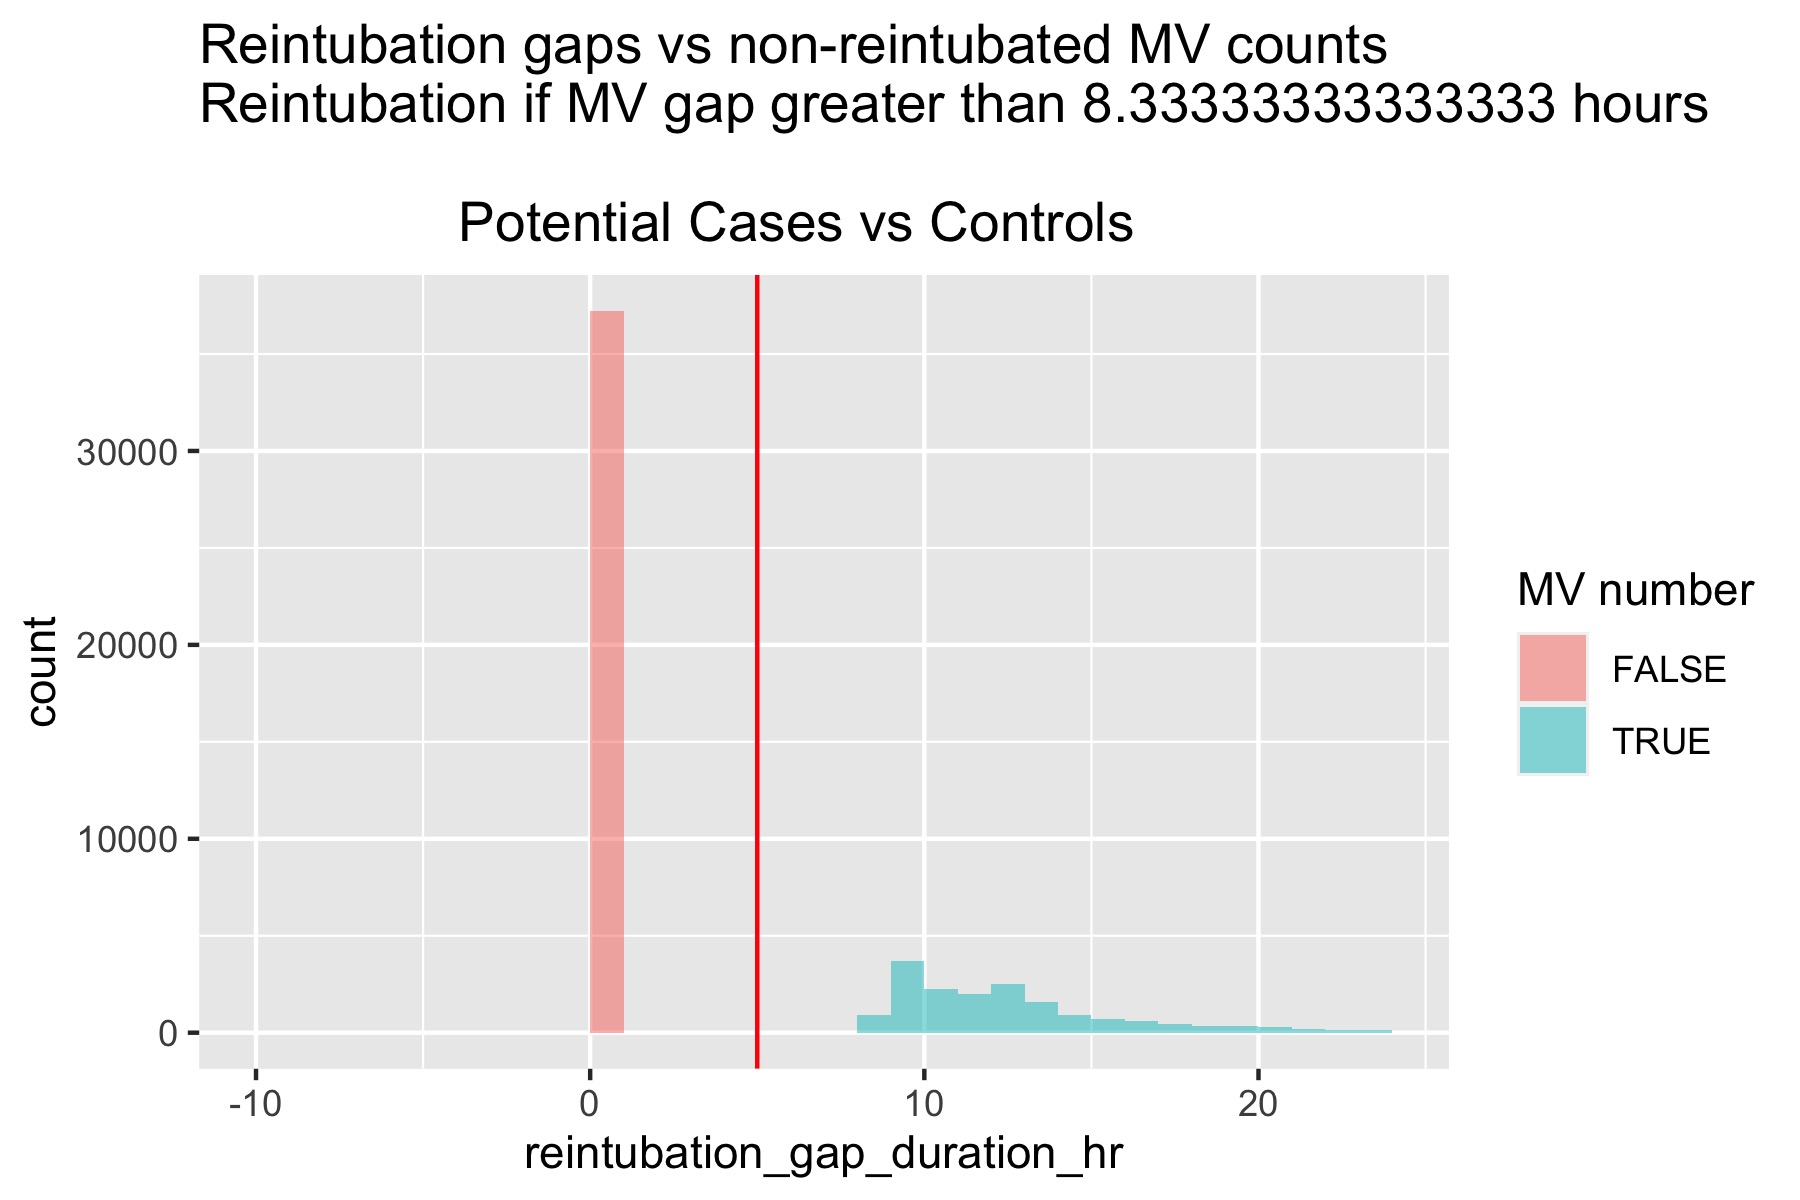 Reintubation gaps vs non-reintubated MV counts
Reintubation if MV gap greater than 8.33333333333333 hours
Potential Cases vs Controls
count
30000
20000
10000
0
-10
0
10
20
reintubation_gap_duration_hr
MV number
FALSE
TRUE